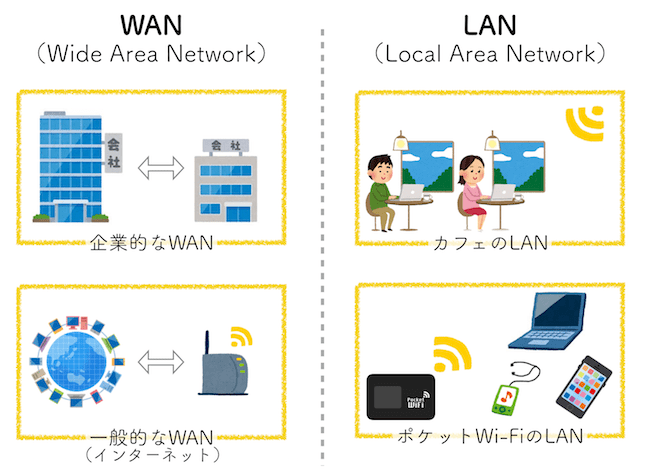 WAN
（Wide Area Network）
会社
会社
企業的なWAN
一般的なWAN
（インターネット）
LAN
（Local Area Network）
カフェのLAN
Pocket
WiFi
ポケットWi-FiのLAN